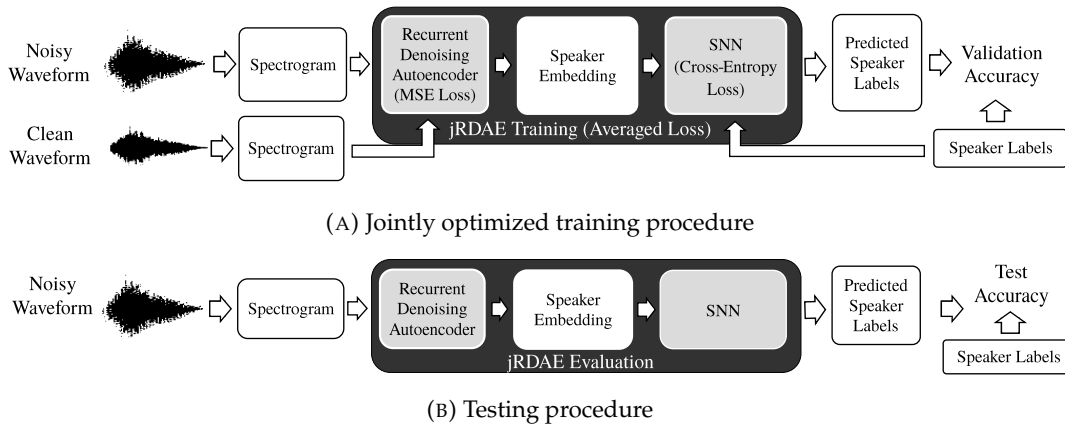 Noisy
Waveform
Spectrogram
Recurrent
Denoising
Autoencoder
(MSE Loss)
Speaker
Embedding
SNN
(Cross-Entropy
Loss)
Predicted
Speaker
Labels
Validation
Accuracy
Clean
Waveform
Spectrogram
jRDAE Training (Averaged Loss)
Speaker Labels
(A) Jointly optimized training procedure
Noisy
Waveform
Spectrogram
Recurrent
Denoising
Autoencoder
Speaker
Embedding
SNN
Predicted
Speaker
Labels
Test
Accuracy
Speaker Labels
jRDAE Evaluation
(B) Testing procedure